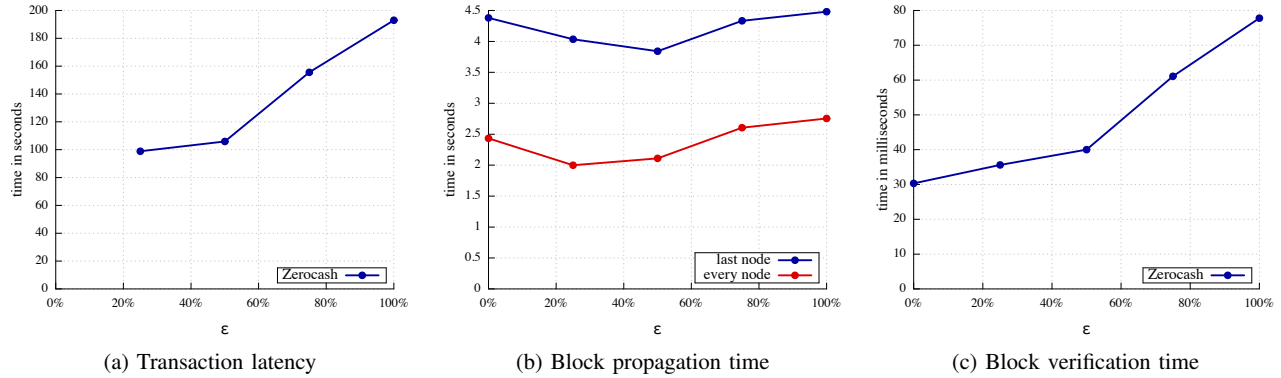 200
180
160
140
120
100
80
60
40
20
0
time in seconds
Zerocash
0% 20% 40% 60% 80% 100%
ε
(a) Transaction latency
4.5
4
3.5
3
2.5
2
1.5
1
0.5
0
time in seconds
last node
every node
0% 20% 40% 60% 80% 100%
ε
(b) Block propagation time
80
70
60
50
40
30
20
10
0
time in milliseconds
Zerocash
0% 20% 40% 60% 80% 100%
ε
(c) Block verification time